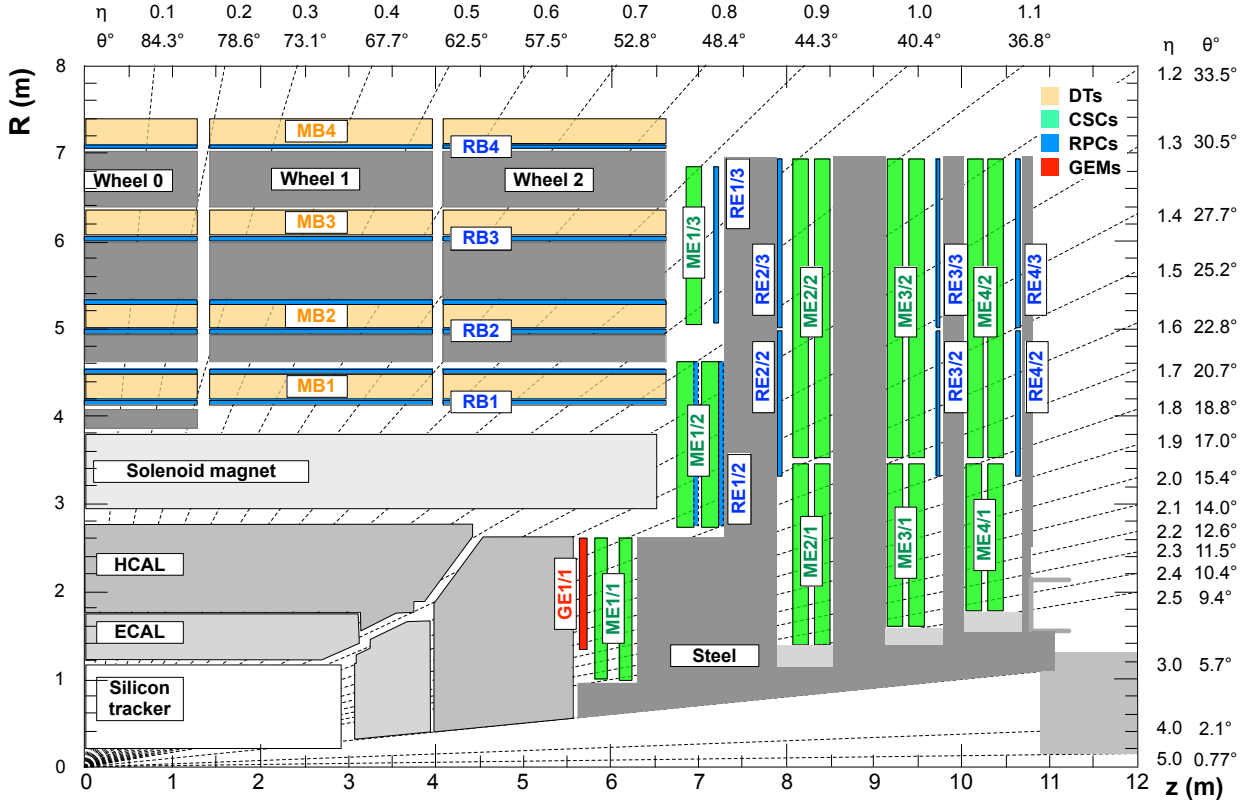 η 0.1 0.2 0.3 0.4 0.5 0.6 0.7 0.8 0.9 1.0 1.1
θ° 84.3° 78.6° 73.1° 67.7° 62.5° 57.5° 52.8° 48.4° 44.3° 40.4° 36.8° η θ°
R (m)
8
7
6
5
4
3
2
1
0
1.2 33.5°
1.3 30.5°
1.4 27.7°
1.5 25.2°
1.6 22.8°
1.7 20.7°
1.8 18.8°
1.9 17.0°
2.0 15.4°
2.1 14.0°
2.2 12.6°
2.3 11.5°
2.4 10.4°
2.5 9.4°
3.0 5.7°
4.0 2.1°
5.0 0.77°
DTs
CSCs
RPCs
GEMs
MB4
RB4
Wheel 0
Wheel 1
Wheel 2
MB3
RB3
MB2
RB2
MB1
RB1
Solenoid magnet
HCAL
ECAL
Silicon
tracker
Steel
GE1/1
ME1/1
ME1/2
RE1/2
ME1/3
RE1/3
RE2/3
RE2/2
ME2/2
ME2/1
ME3/2
ME3/1
RE3/3
RE3/2
ME4/2
ME4/1
RE4/3
RE4/2
0 1 2 3 4 5 6 7 8 9 10 11 12
z (m)